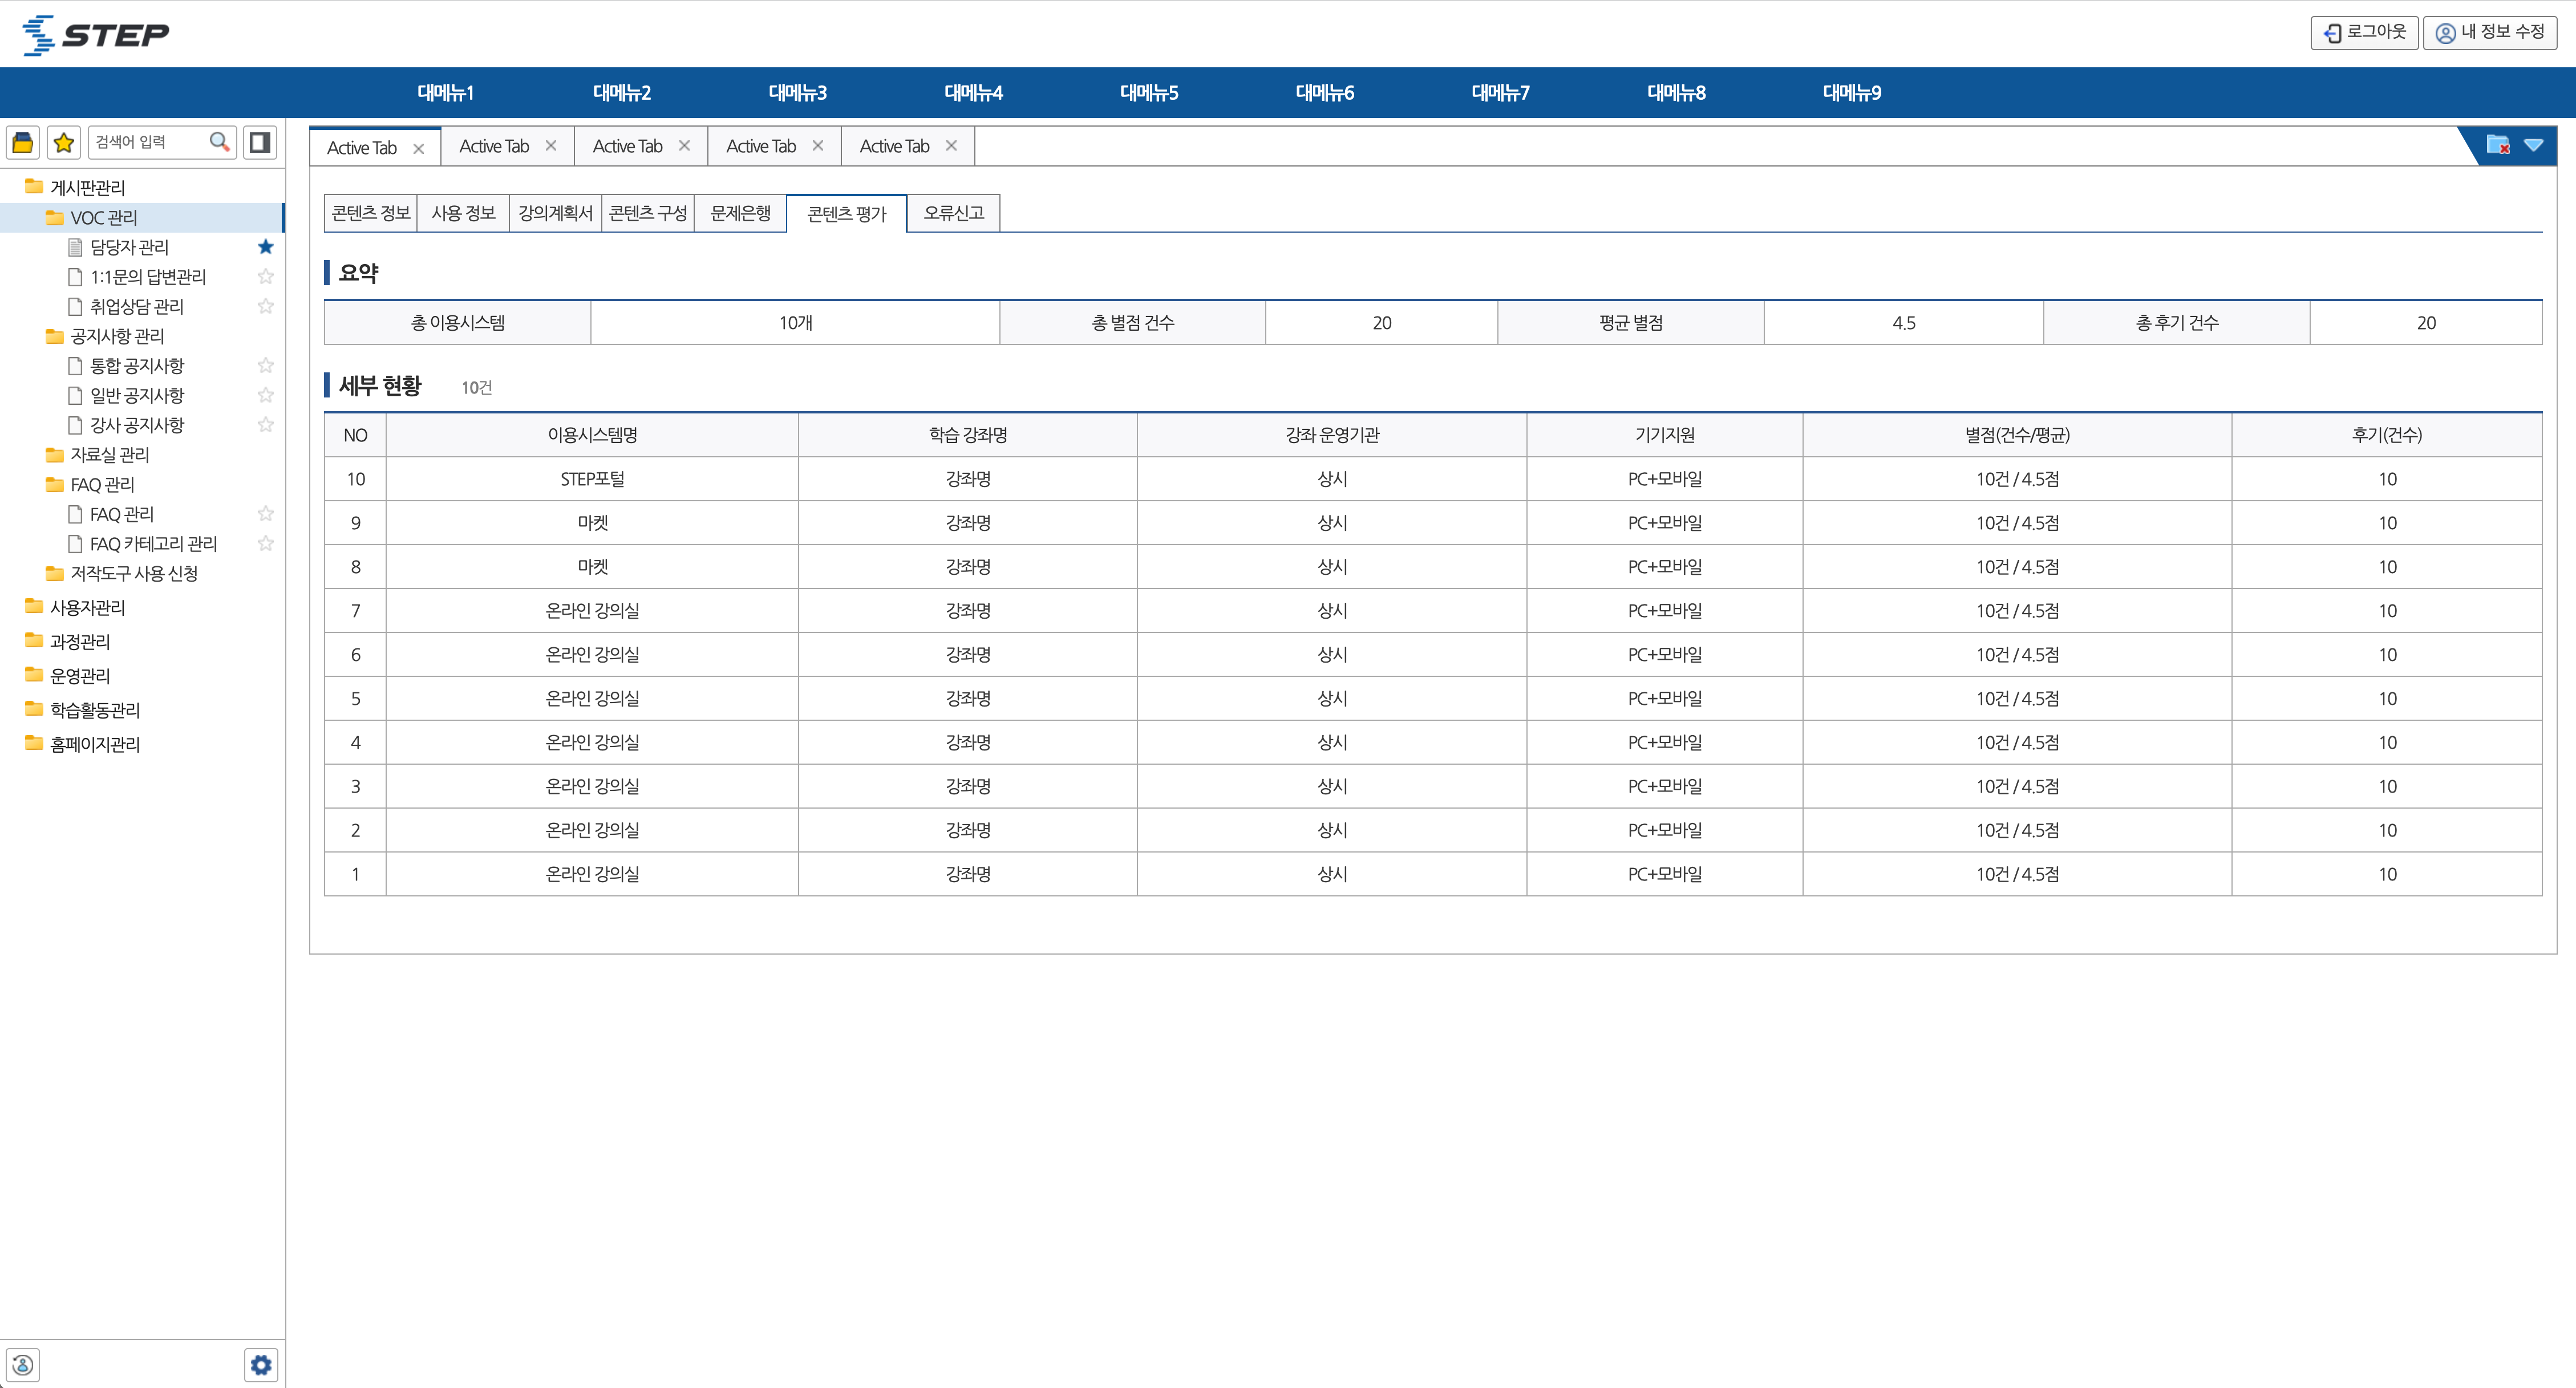 STEP
로그아웃 내 정보 수정
대메뉴1 대메뉴2 대메뉴3 대메뉴4 대메뉴5 대메뉴6 대메뉴7 대메뉴8 대메뉴9
검색어 입력
게시판관리
VOC 관리
담당자 관리
1:1문의 답변관리
취업상담 관리
공지사항 관리
통합 공지사항
일반 공지사항
강사 공지사항
자료실 관리
FAQ 관리
FAQ 관리
FAQ 카테고리 관리
저작도구 사용 신청
사용자관리
과정관리
운영관리
학습활동관리
홈페이지관리
Active Tab Active Tab Active Tab Active Tab Active Tab
콘텐츠 정보 사용 정보 강의계획서 콘텐츠 구성 문제은행 콘텐츠 평가 오류신고
요약
총 이용시스템 10개 총 별점 건수 20 평균 별점 4.5 총 후기 건수 20
세부 현황 10건
NO 이용시스템명 학습 강좌명 강좌 운영기관 기기지원 별점(건수/평균) 후기(건수)
10 STEP포털 강좌명 상시 PC+모바일 10건 / 4.5점 10
9 마켓 강좌명 상시 PC+모바일 10건 / 4.5점 10
8 마켓 강좌명 상시 PC+모바일 10건 / 4.5점 10
7 온라인 강의실 강좌명 상시 PC+모바일 10건 / 4.5점 10
6 온라인 강의실 강좌명 상시 PC+모바일 10건 / 4.5점 10
5 온라인 강의실 강좌명 상시 PC+모바일 10건 / 4.5점 10
4 온라인 강의실 강좌명 상시 PC+모바일 10건 / 4.5점 10
3 온라인 강의실 강좌명 상시 PC+모바일 10건 / 4.5점 10
2 온라인 강의실 강좌명 상시 PC+모바일 10건 / 4.5점 10
1 온라인 강의실 강좌명 상시 PC+모바일 10건 / 4.5점 10